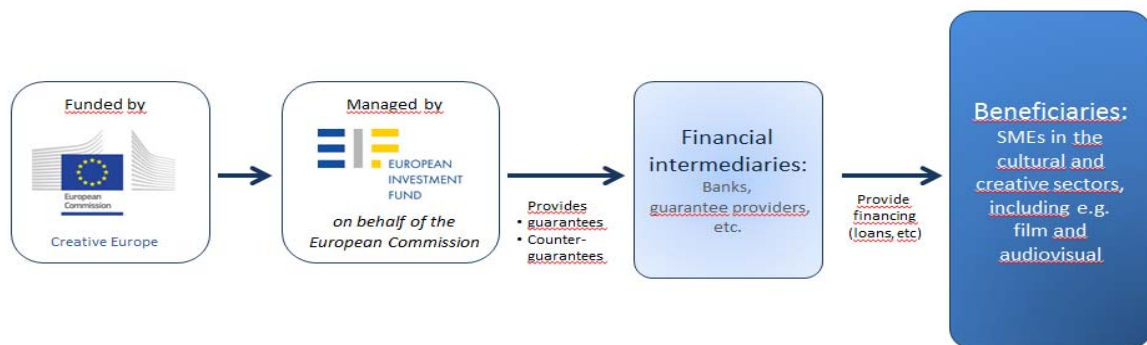 Funded by
European
Commission
Creative Europe
Managed by
EIF
EUROPEAN
INVESTMENT
FUND
on behalf of the
European Commission
Provides
• guarantees
• Counter-
guarantees
Financial
intermediaries:
Banks,
guarantee providers,
etc.
Provide
financing
(loans, etc)
Beneficiaries:
SMEs in the
cultural and
creative sectors,
including e.g.
film and
audiovisual